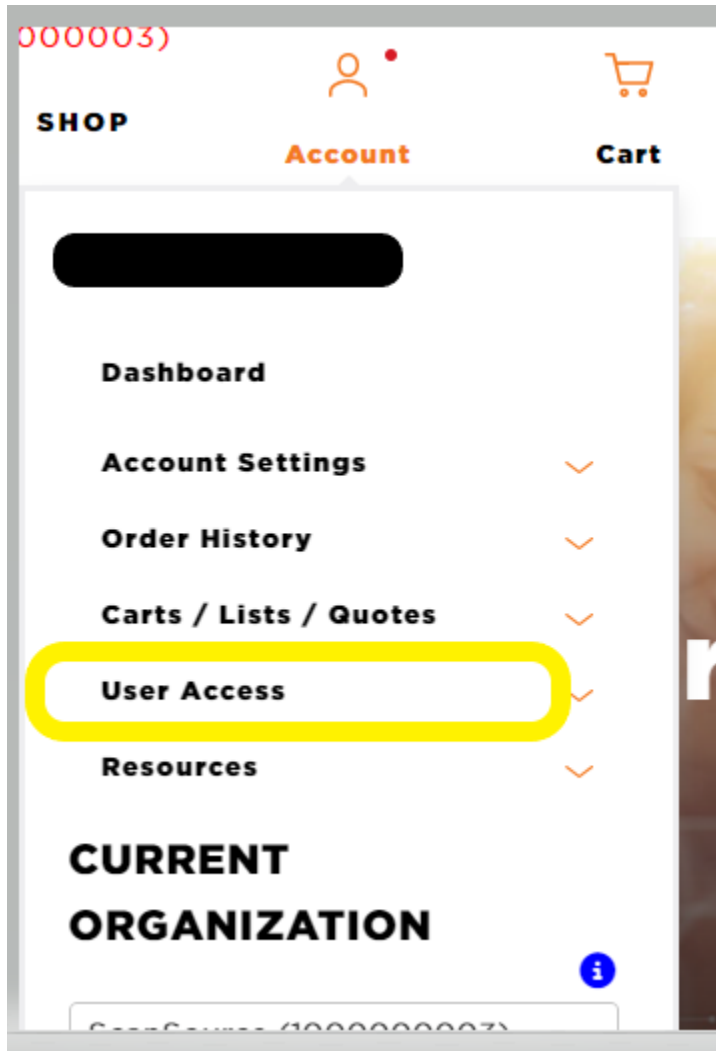 000003)
SHOP
Account
Cart
Dashboard
Account Settings
Order History
Carts / Lists / Quotes
User Access
Resources
CURRENT
ORGANIZATION
i